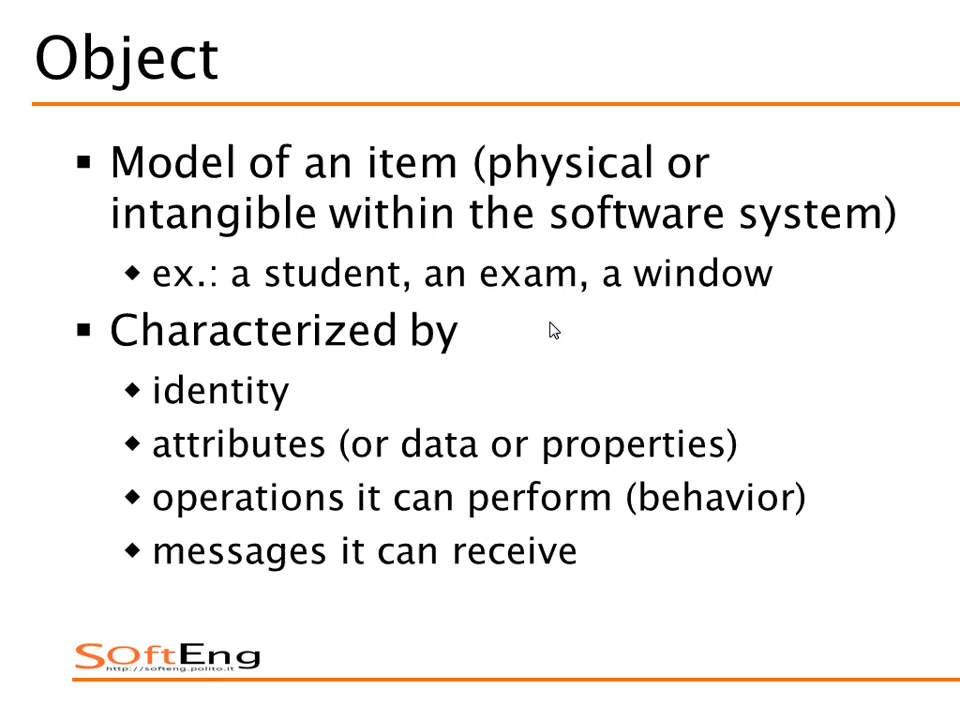 Object
▪ Model of an item (physical or
intangible within the software system)
◆ ex.: a student, an exam, a window
▪ Characterized by
◆ identity
◆ attributes (or data or properties)
◆ operations it can perform (behavior)
◆ messages it can receive
SOftEng
http://softeng.polito.it